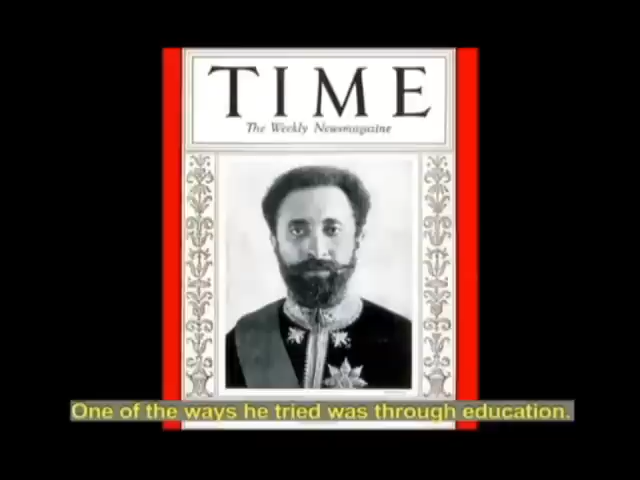 TIME
The Weekly Newsmagazine
One of the ways he tried was through education.